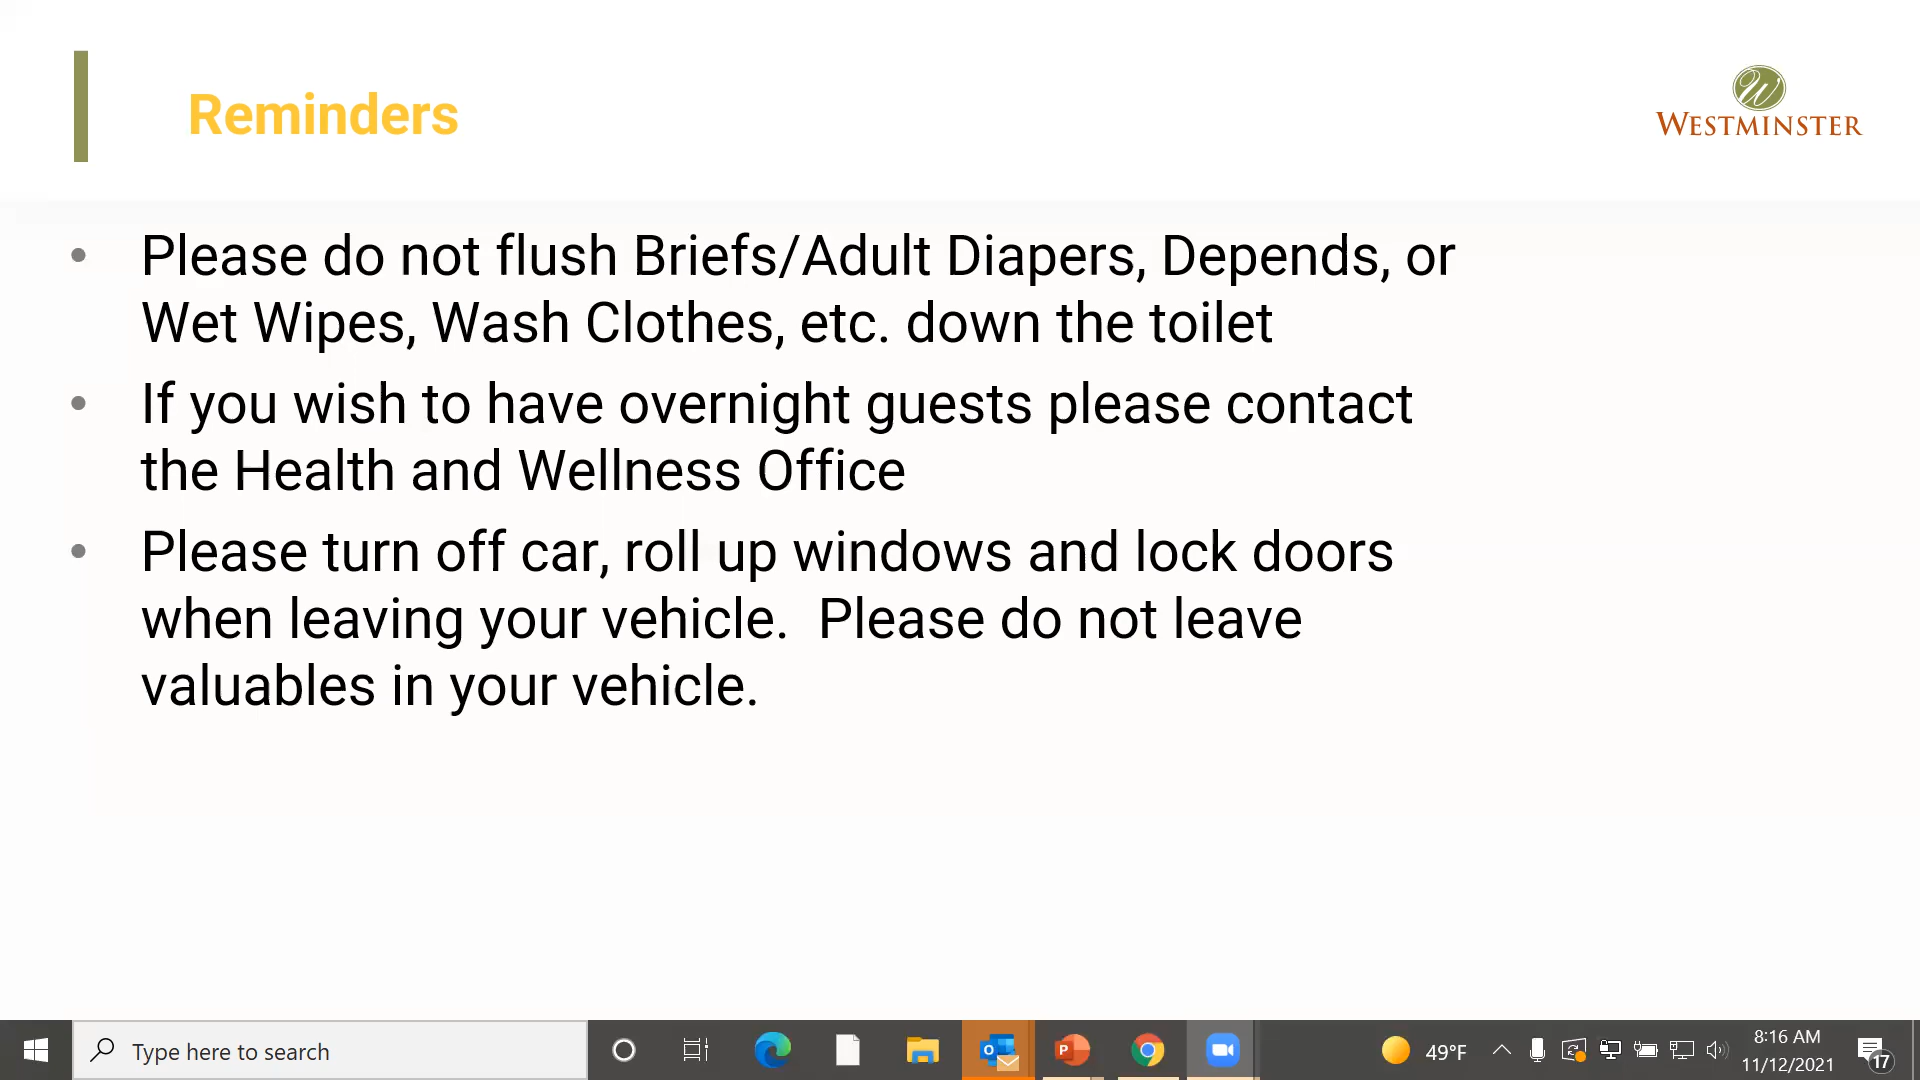 Reminders
WESTMINSTER
• Please do not flush Briefs/Adult Diapers, Depends, or
Wet Wipes, Wash Clothes, etc. down the toilet
• If you wish to have overnight guests please contact
the Health and Wellness Office
• Please turn off car, roll up windows and lock doors
when leaving your vehicle.  Please do not leave
valuables in your vehicle.
Type here to search
49°F
8:16 AM
11/12/2021
17